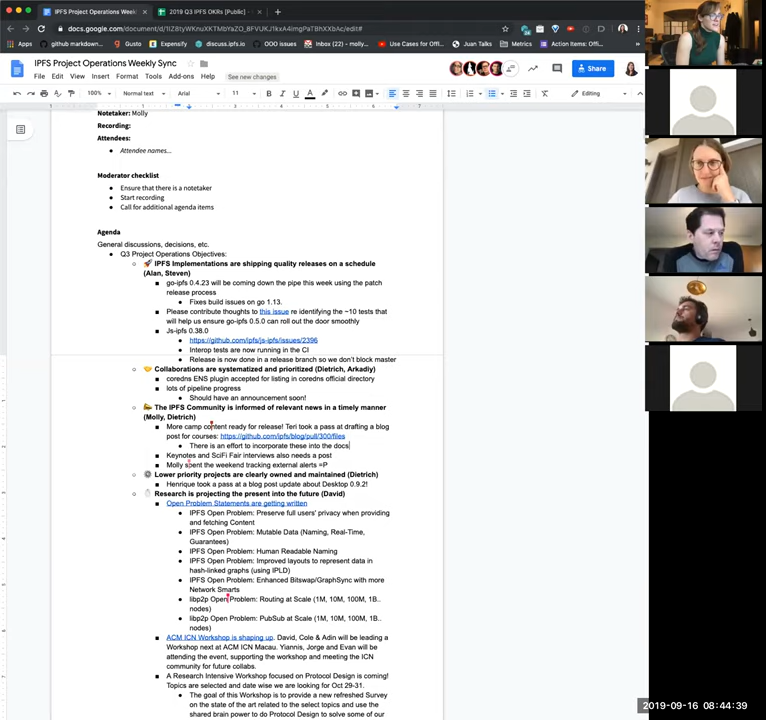 IPFS Project Operations Week
2019 Q3 IPFS OKRs [Public] -
Apps
github markdown...
Gusto
Expensify
discuss.ipfs.io
OOO issues
Inbox (22) - molly...
Use Cases for Offi...
Juan Talks
Metrics
Action Items: Offi...
IPFS Project Operations Weekly Sync
File Edit View Insert Format Tools Add-ons Help
See new changes
Share
100%
Normal text
Arial
11
Editing
Notetaker: Molly
Recording:
Attendees:
Attendee names...
Moderator checklist
Ensure that there is a notetaker
Start recording
Call for additional agenda items
Agenda
General discussions, decisions, etc.
Q3 Project Operations Objectives:
🚀 IPFS Implementations are shipping quality releases on a schedule
(Alan, Steven)
go-ipfs 0.4.23 will be coming down the pipe this week using the patch
release process
Fixes build issues on go 1.13.
Please contribute thoughts to this issue re identifying the ~10 tests that
will help us ensure go-ipfs 0.5.0 can roll out the door smoothly
Js-ipfs 0.38.0
https://github.com/ipfs/js-ipfs/issues/2396
Interop tests are now running in the CI
Release is now done in a release branch so we don't block master
🤝 Collaborations are systematized and prioritized (Dietrich, Arkadiy)
coredns ENS plugin accepted for listing in coredns official directory
lots of pipeline progress
Should have an announcement soon!
The IPFS Community is informed of relevant news in a timely manner
(Molly, Dietrich)
More camp content ready for release! Teri took a pass at drafting a blog
post for courses: https://github.com/ipfs/blog/pull/300/files
There is an effort to incorporate these into the docs
Keynotes and SciFi Fair interviews also needs a post
Molly spent the weekend tracking external alerts =P
Lower priority projects are clearly owned and maintained (Dietrich)
Henrique took a pass at a blog post update about Desktop 0.9.2!
Research is projecting the present into the future (David)
Open Problem Statements are getting written
IPFS Open Problem: Preserve full users' privacy when providing
and fetching Content
IPFS Open Problem: Mutable Data (Naming, Real-Time,
Guarantees)
IPFS Open Problem: Human Readable Naming
IPFS Open Problem: Improved layouts to represent data in
hash-linked graphs (using IPLD)
IPFS Open Problem: Enhanced Bitswap/GraphSync with more
Network Smarts
libp2p Open Problem: Routing at Scale (1M, 10M, 100M, 1B..
nodes)
libp2p Open Problem: PubSub at Scale (1M, 10M, 100M, 1B..
nodes)
ACM ICN Workshop is shaping up. David, Cole & Adin will be leading a
Workshop next at ACM ICN Macau. Yiannis, Jorge and Evan will be
attending the event, supporting the workshop and meeting the ICN
community for future collabs.
A Research Intensive Workshop focused on Protocol Design is coming!
Topics are selected and date wise we are looking for Oct 29-31.
The goal of this Workshop is to provide a new refreshed Survey
on the state of the art related to the select topics and use the
shared brain power to do Protocol Design to solve some of our
2019-09-16 08:44:39